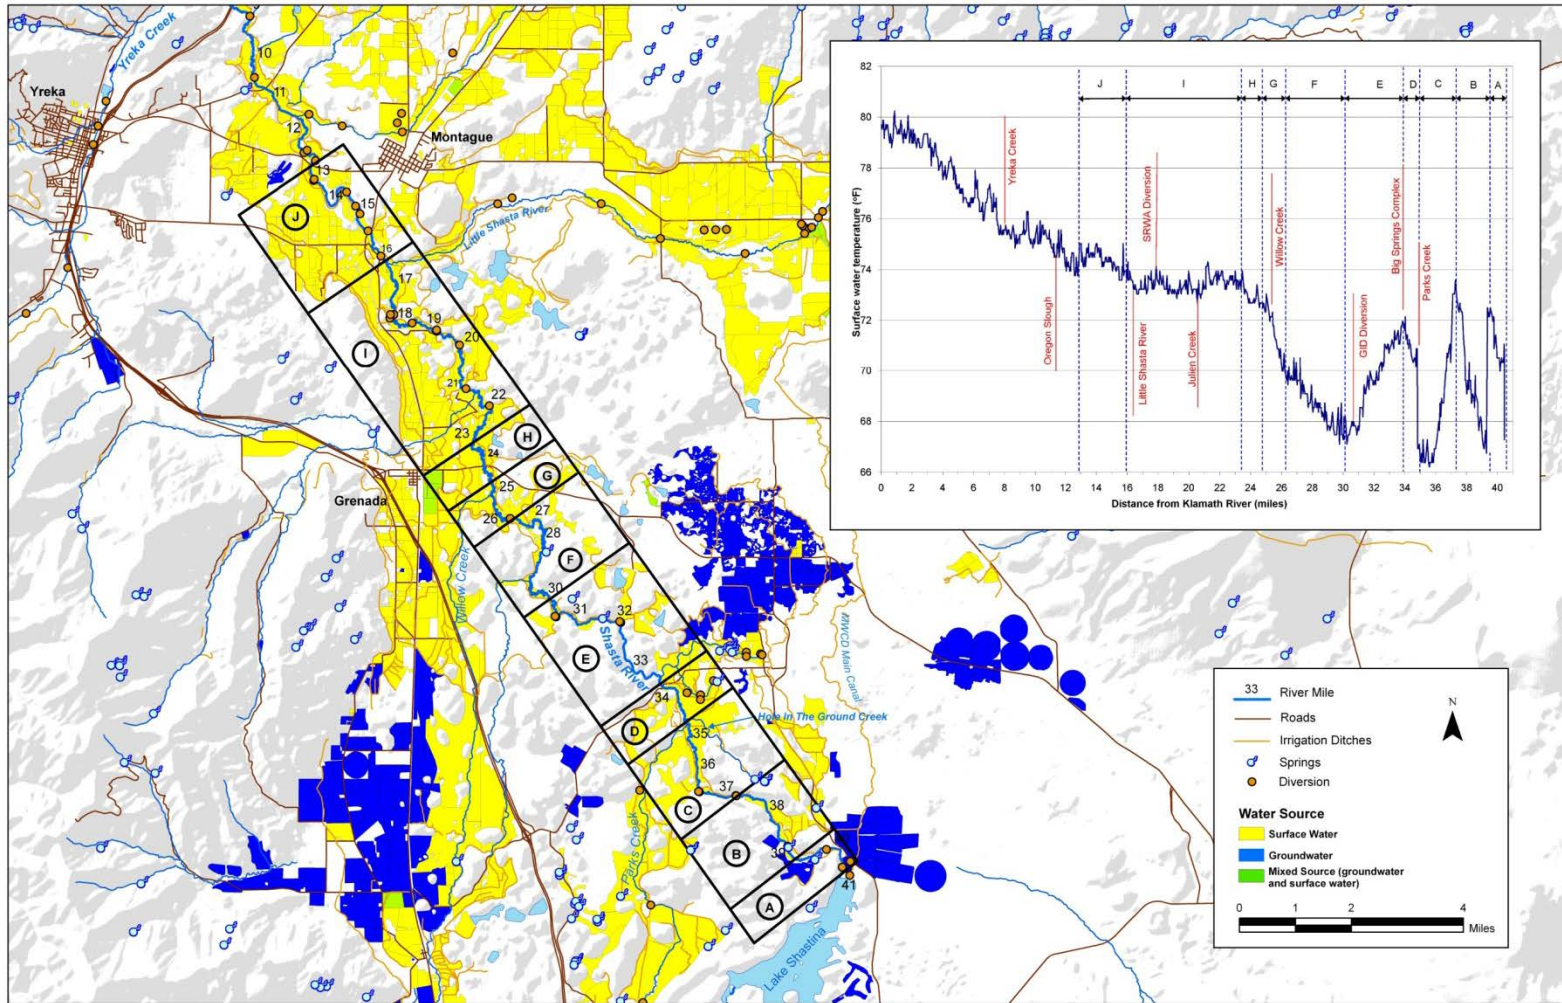 Yreka Creek
Yreka
Montague
10
11
12
13
14
15
16
17
18
19
20
21
22
23
24
25
26
27
28
30
31
32
33
34
35
36
37
38
39
41
J
I
H
G
F
E
D
C
B
A
Little Shasta River
Grenada
Willow Creek
Shasta River
Hole In The Ground Creek
MWCD Main Canal
Parks Creek
Lake Shastina
J I H G F E D C B A
Surface water temperature (ºF)
82
80
78
76
74
72
70
68
66
0 2 4 6 8 10 12 14 16 18 20 22 24 26 28 30 32 34 36 38 40
Distance from Klamath River (miles)
Yreka Creek
Oregon Slough
Little Shasta River
SRWA Diversion
Julien Creek
Willow Creek
GID Diversion
Big Springs Complex
Parks Creek
33 River Mile
Roads
Irrigation Ditches
Springs
Diversion
N
Water Source
Surface Water
Groundwater
Mixed Source (groundwater
and surface water)
0 1 2 4
Miles